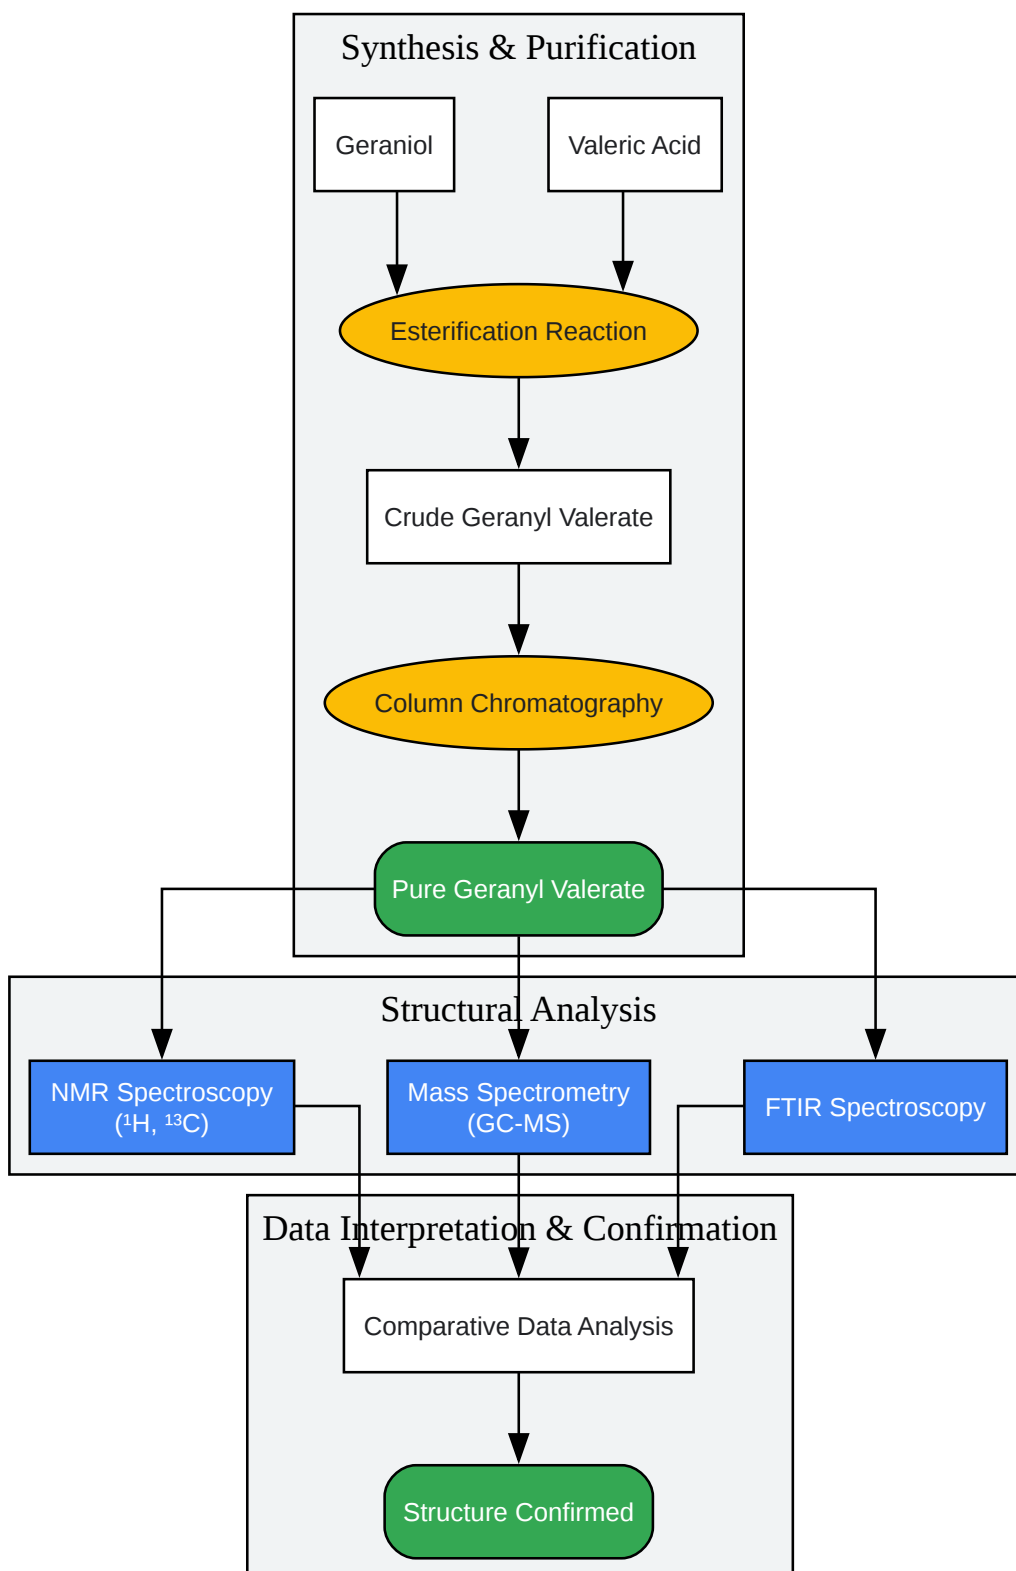 Synthesis & Purification
Geraniol
Valeric Acid
Esterification Reaction
Crude Geranyl Valerate
Column Chromatography
Pure Geranyl Valerate
Structural Analysis
NMR Spectroscopy
(¹H, ¹³C)
Mass Spectrometry
(GC-MS)
FTIR Spectroscopy
Data Interpretation & Confirmation
Comparative Data Analysis
Structure Confirmed